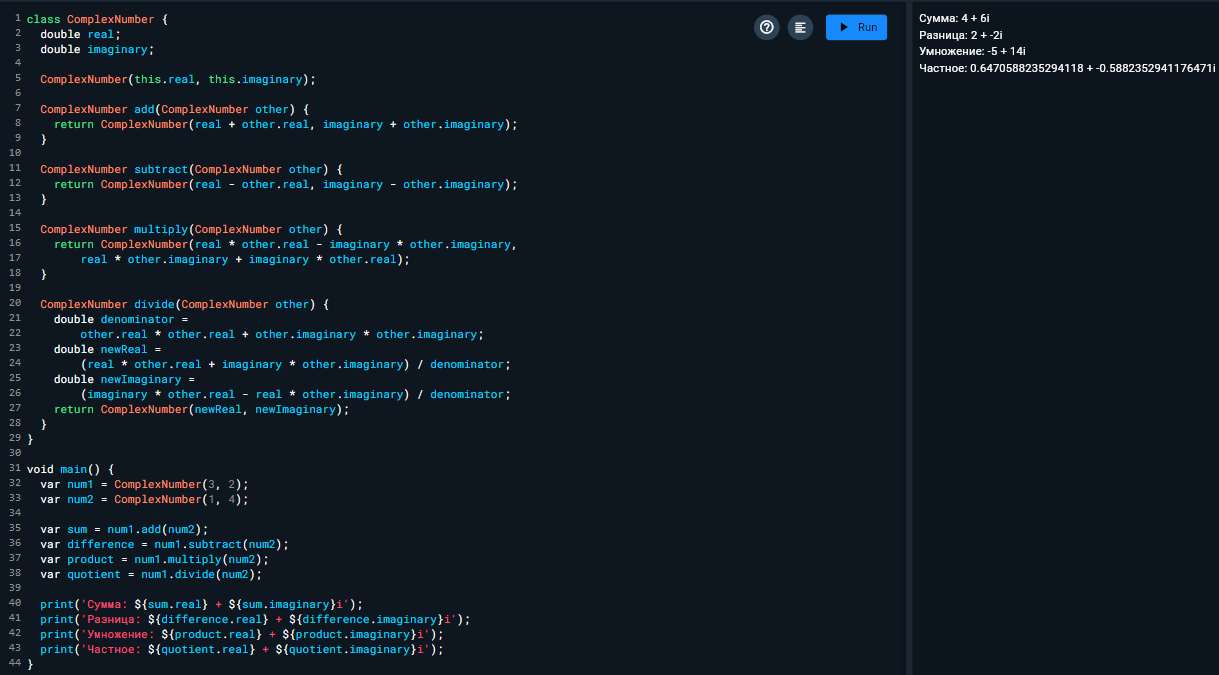 1 class ComplexNumber {
2   double real;
3   double imaginary;
4
5   ComplexNumber(this.real, this.imaginary);
6
7   ComplexNumber add(ComplexNumber other) {
8     return ComplexNumber(real + other.real, imaginary + other.imaginary);
9   }
10
11   ComplexNumber subtract(ComplexNumber other) {
12     return ComplexNumber(real - other.real, imaginary - other.imaginary);
13   }
14
15   ComplexNumber multiply(ComplexNumber other) {
16     return ComplexNumber(real * other.real - imaginary * other.imaginary,
17         real * other.imaginary + imaginary * other.real);
18   }
19
20   ComplexNumber divide(ComplexNumber other) {
21     double denominator =
22         other.real * other.real + other.imaginary * other.imaginary;
23     double newReal =
24         (real * other.real + imaginary * other.imaginary) / denominator;
25     double newImaginary =
26         (imaginary * other.real - real * other.imaginary) / denominator;
27     return ComplexNumber(newReal, newImaginary);
28   }
29 }
30
31 void main() {
32   var num1 = ComplexNumber(3, 2);
33   var num2 = ComplexNumber(1, 4);
34
35   var sum = num1.add(num2);
36   var difference = num1.subtract(num2);
37   var product = num1.multiply(num2);
38   var quotient = num1.divide(num2);
39
40   print('Сумма: ${sum.real} + ${sum.imaginary}i');
41   print('Разница: ${difference.real} + ${difference.imaginary}i');
42   print('Умножение: ${product.real} + ${product.imaginary}i');
43   print('Частное: ${quotient.real} + ${quotient.imaginary}i');
44 }
Run
Сумма: 4 + 6i
Разница: 2 + -2i
Умножение: -5 + 14i
Частное: 0.6470588235294118 + -0.5882352941176471i